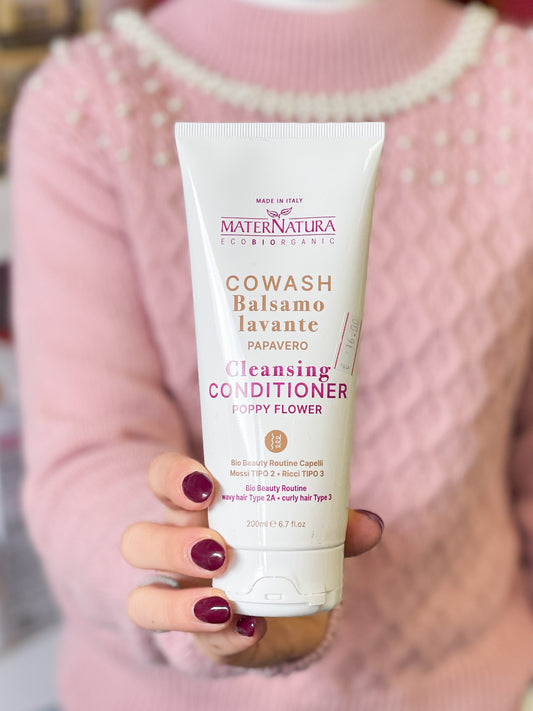 MADE IN ITALY
MATERNATURA
ECOBIORGANIC
COWASH
Balsamo
lavante
PAPAVERO
Cleansing
CONDITIONER
POPPY FLOWER
Bio Beauty Routine Capelli
Mossi TIPO 2 • Ricci TIPO 3
Bio Beauty Routine
wavy hair Type 2A • curly hair Type 3
200ml e 6.7 fl.oz
€ 16.00